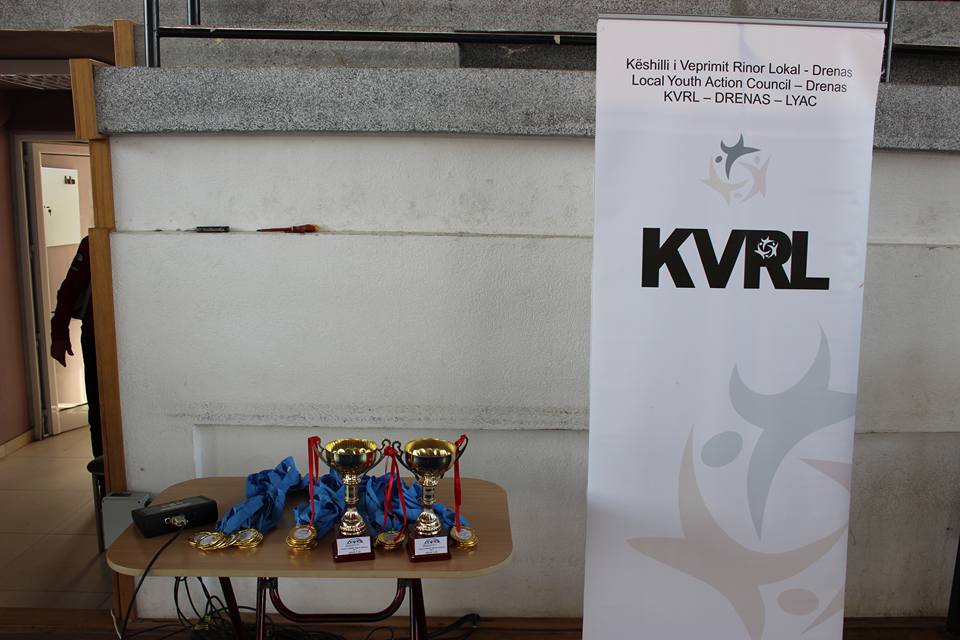 Këshilli i Veprimit Rinor Lokal - Drenas
Local Youth Action Council – Drenas
KVRL – DRENAS – LYAC
KVRL